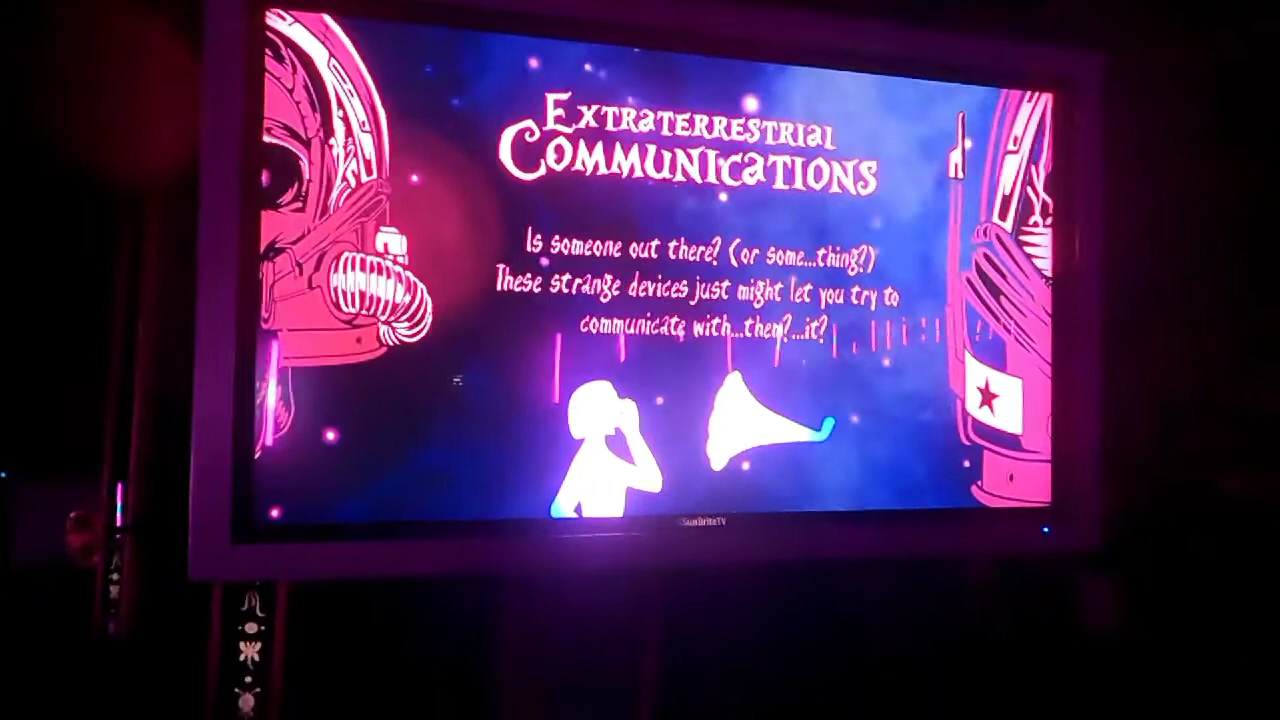 Extraterrestrial
Communications
Is someone out there? (or some...thing?)
These strange devices just might let you try to
communicate with...them?...it?
SunBriteTV